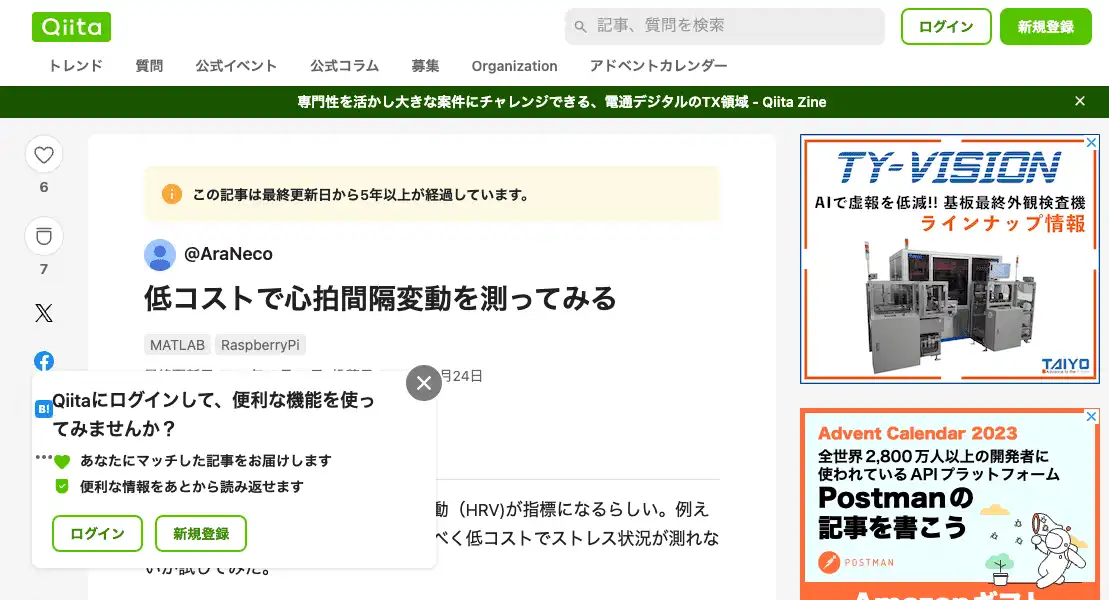 Qiita
記事、質問を検索
ログイン
新規登録
トレンド
質問
公式イベント
公式コラム
募集
Organization
アドベントカレンダー
専門性を活かし大きな案件にチャレンジできる、電通デジタルのTX領域 - Qiita Zine
6
7
この記事は最終更新日から5年以上が経過しています。
@AraNeco
低コストで心拍間隔変動を測ってみる
MATLAB
RaspberryPi
月24日
B!
Qiitaにログインして、便利な機能を使っ
てみませんか？
あなたにマッチした記事をお届けします
便利な情報をあとから読み返せます
ログイン
新規登録
動（HRV)が指標になるらしい。例え
べく低コストでストレス状況が測れな
いか試してみた。
TY-VISION
AIで虚報を低減!! 基板最終外観検査機
ラインナップ情報
TAIYO
Advent Calendar 2023
全世界2,800万人以上の開発者に
使われているAPIプラットフォーム
Postmanの
記事を書こう
POSTMAN
Amazonギフト